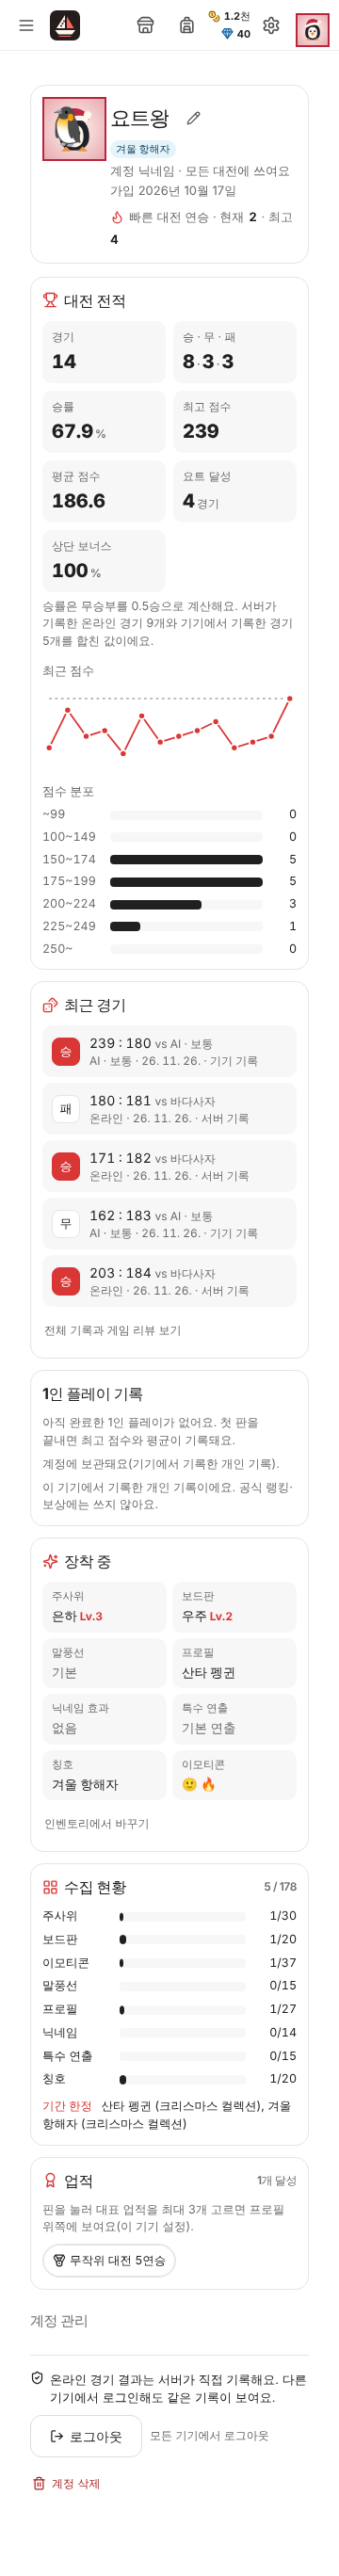 1.2천
40
요트왕
겨울 항해자
계정 닉네임 · 모든 대전에 쓰여요
가입 2026년 10월 17일
빠른 대전 연승 · 현재 2 · 최고
4
대전 전적
경기
14
승 · 무 · 패
8·3·3
승률
67.9%
최고 점수
239
평균 점수
186.6
요트 달성
4경기
상단 보너스
100%
승률은 무승부를 0.5승으로 계산해요. 서버가
기록한 온라인 경기 9개와 기기에서 기록한 경기
5개를 합친 값이에요.
최근 점수
점수 분포
~99 0
100~149 0
150~174 5
175~199 5
200~224 3
225~249 1
250~ 0
최근 경기
승 239 : 180 vs AI · 보통
AI · 보통 · 26. 11. 26. · 기기 기록
패 180 : 181 vs 바다사자
온라인 · 26. 11. 26. · 서버 기록
승 171 : 182 vs 바다사자
온라인 · 26. 11. 26. · 서버 기록
무 162 : 183 vs AI · 보통
AI · 보통 · 26. 11. 26. · 기기 기록
승 203 : 184 vs 바다사자
온라인 · 26. 11. 26. · 서버 기록
전체 기록과 게임 리뷰 보기
1인 플레이 기록
아직 완료한 1인 플레이가 없어요. 첫 판을
끝내면 최고 점수와 평균이 기록돼요.
계정에 보관돼요(기기에서 기록한 개인 기록).
이 기기에서 기록한 개인 기록이에요. 공식 랭킹·
보상에는 쓰지 않아요.
장착 중
주사위
은하 Lv.3
보드판
우주 Lv.2
말풍선
기본
프로필
산타 펭귄
닉네임 효과
없음
특수 연출
기본 연출
칭호
겨울 항해자
이모티콘
🙂 🔥
인벤토리에서 바꾸기
수집 현황 5 / 178
주사위 1/30
보드판 1/20
이모티콘 1/37
말풍선 0/15
프로필 1/27
닉네임 0/14
특수 연출 0/15
칭호 1/20
기간 한정 산타 펭귄 (크리스마스 컬렉션), 겨울
항해자 (크리스마스 컬렉션)
업적 1개 달성
핀을 눌러 대표 업적을 최대 3개 고르면 프로필
위쪽에 보여요(이 기기 설정).
무작위 대전 5연승
계정 관리
온라인 경기 결과는 서버가 직접 기록해요. 다른
기기에서 로그인해도 같은 기록이 보여요.
로그아웃 모든 기기에서 로그아웃
계정 삭제